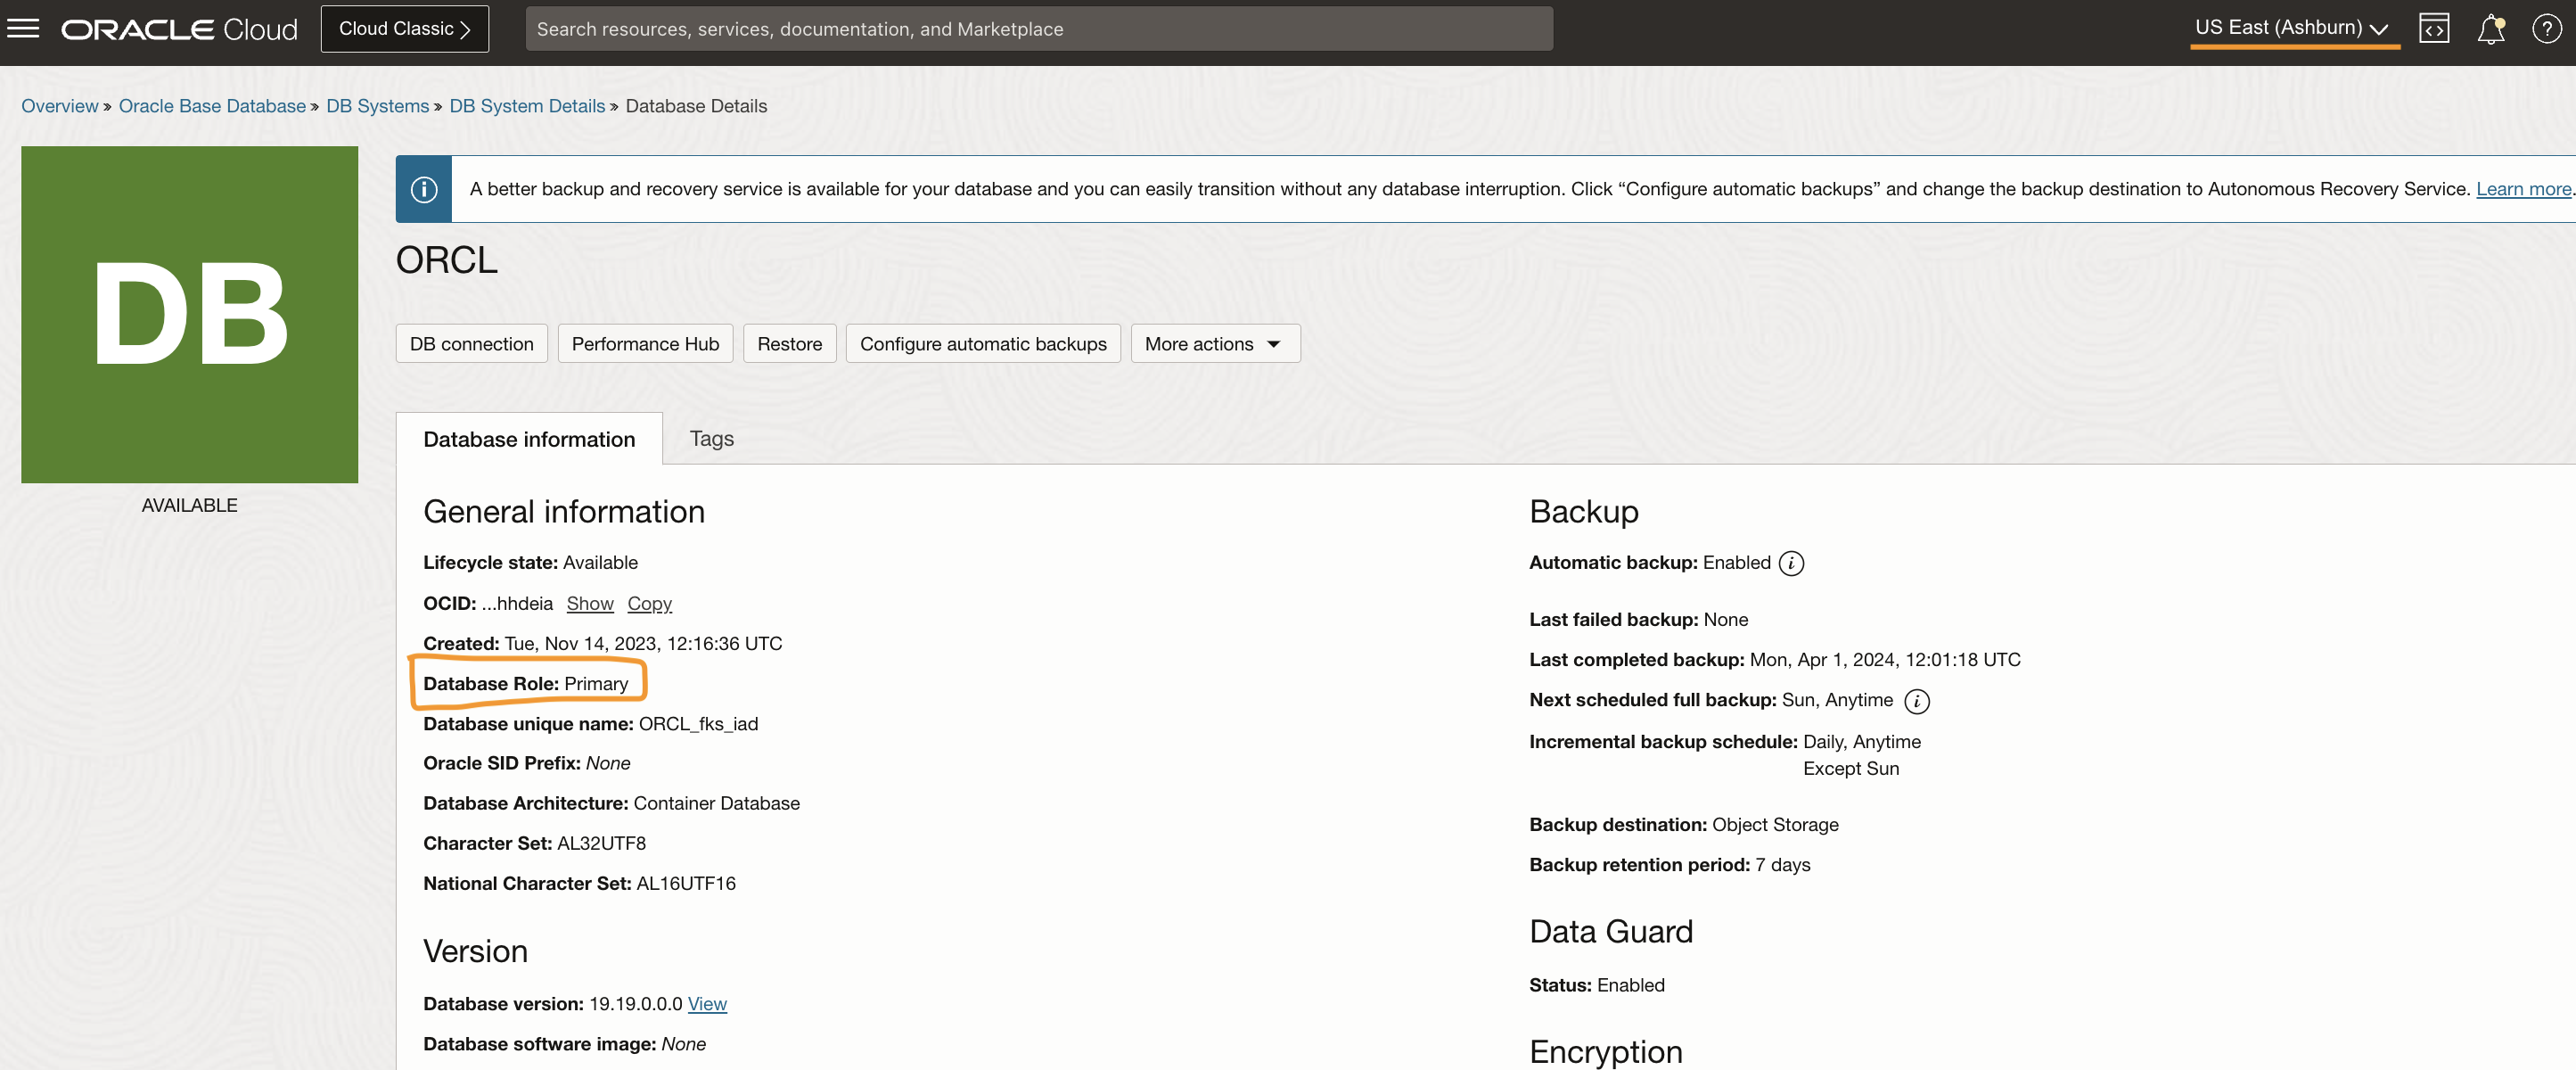 ORACLE Cloud
Cloud Classic
Search resources, services, documentation, and Marketplace
US East (Ashburn)
Overview » Oracle Base Database » DB Systems » DB System Details » Database Details
DB
AVAILABLE
A better backup and recovery service is available for your database and you can easily transition without any database interruption. Click “Configure automatic backups” and change the backup destination to Autonomous Recovery Service. Learn more.
ORCL
DB connection
Performance Hub
Restore
Configure automatic backups
More actions
Database information
Tags
General information
Lifecycle state: Available
OCID: ...hhdeia Show Copy
Created: Tue, Nov 14, 2023, 12:16:36 UTC
Database Role: Primary
Database unique name: ORCL_fks_iad
Oracle SID Prefix: None
Database Architecture: Container Database
Character Set: AL32UTF8
National Character Set: AL16UTF16
Version
Database version: 19.19.0.0.0 View
Database software image: None
Backup
Automatic backup: Enabled
Last failed backup: None
Last completed backup: Mon, Apr 1, 2024, 12:01:18 UTC
Next scheduled full backup: Sun, Anytime
Incremental backup schedule: Daily, Anytime
Except Sun
Backup destination: Object Storage
Backup retention period: 7 days
Data Guard
Status: Enabled
Encryption